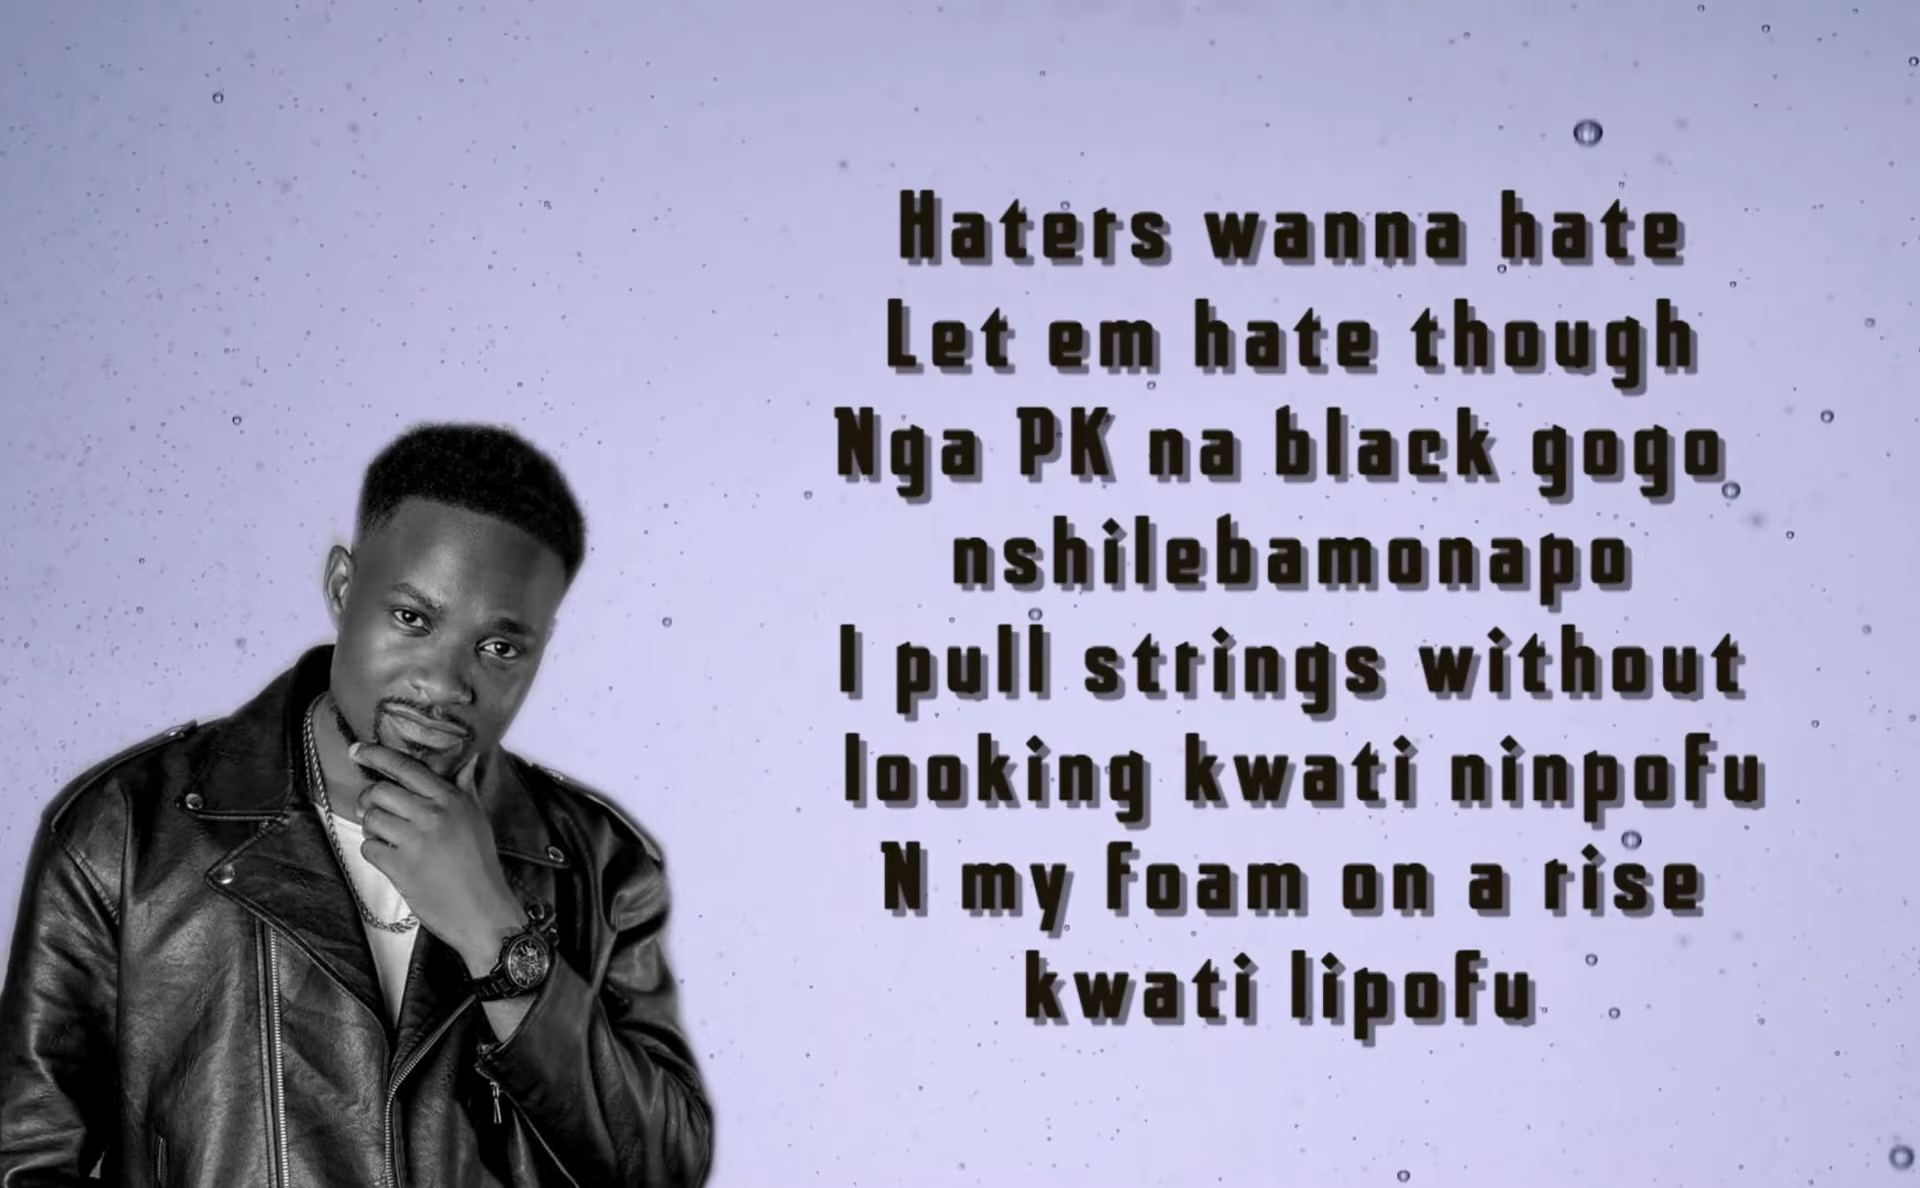 Haters wanna hate
Let em hate though
Nga PK na black gogo
nshilebamonapo
I pull strings without
looking kwati ninpofu
N my foam on a rise
kwati lipofu